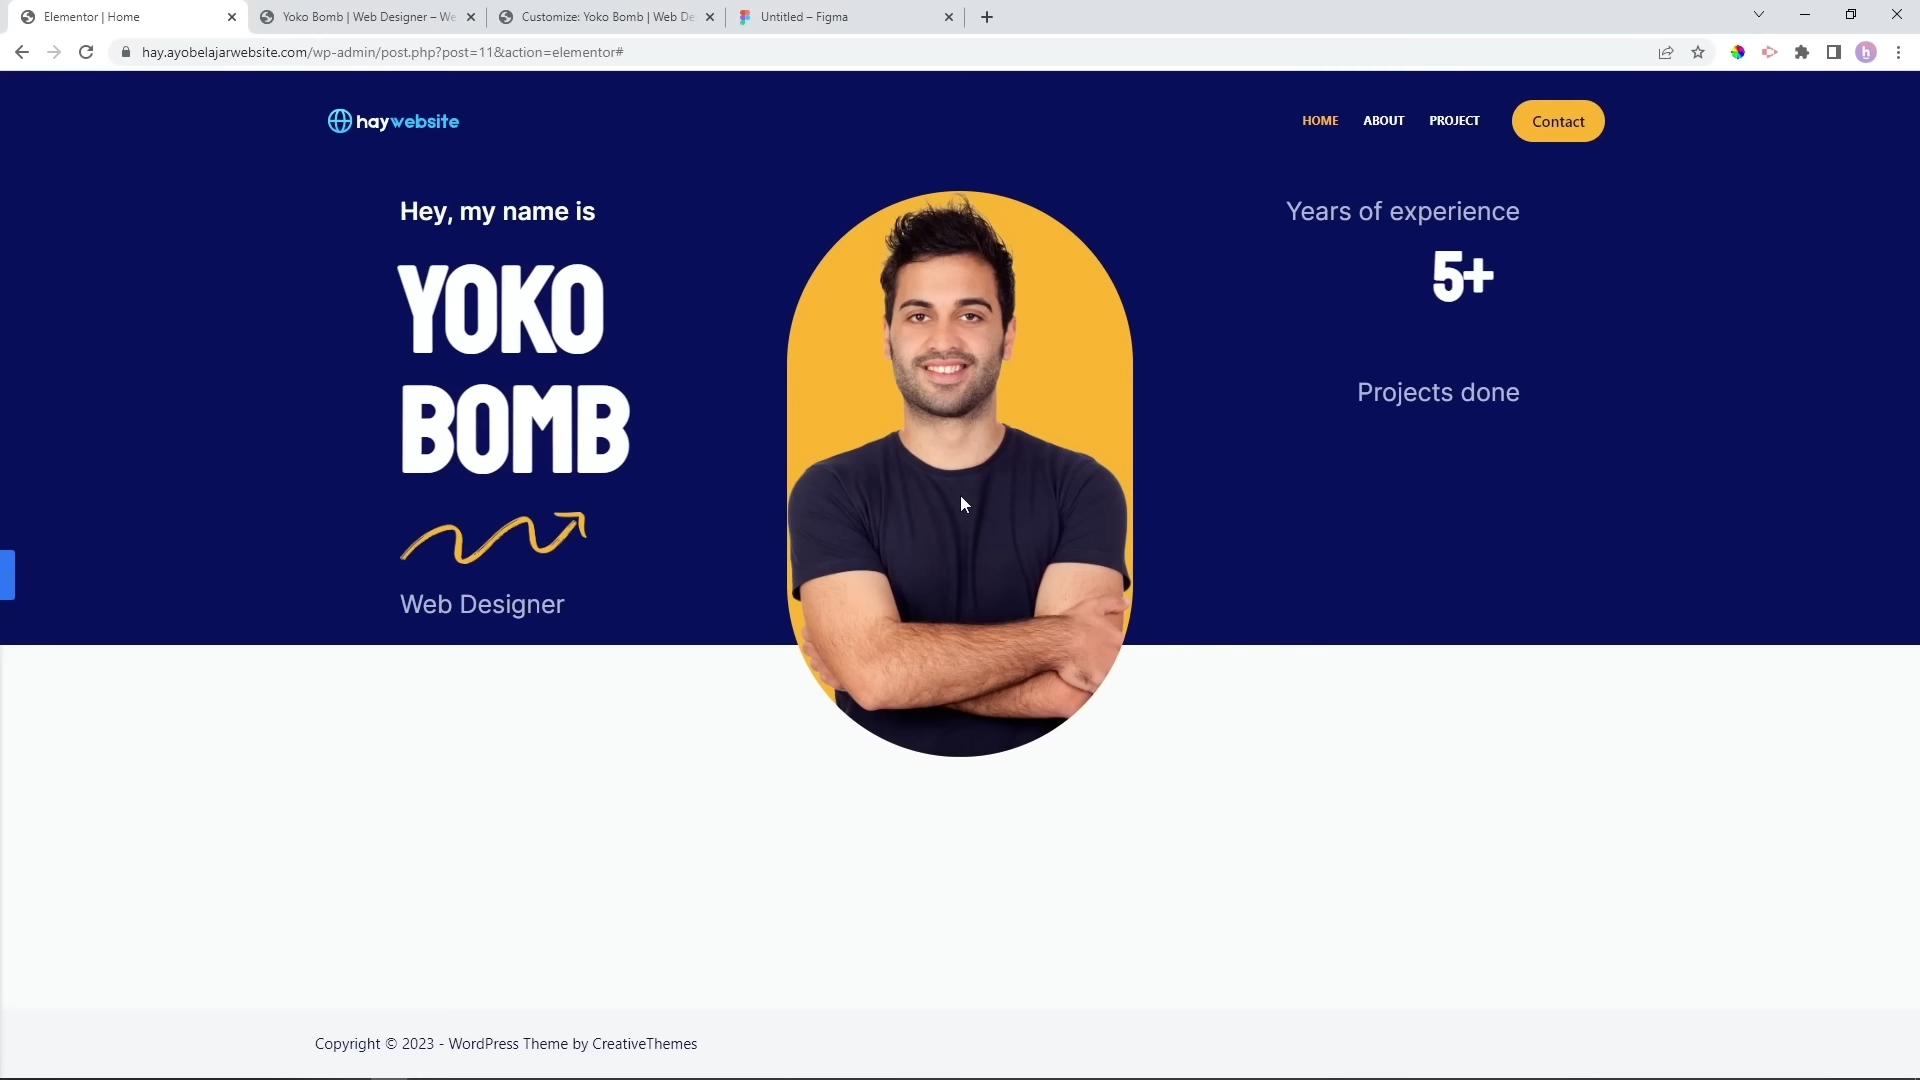 Elementor | Home
Yoko Bomb | Web Designer – We
Customize: Yoko Bomb | Web De
Untitled – Figma
hay.ayobelajarwebsite.com/wp-admin/post.php?post=11&action=elementor#
h
haywebsite
HOME
ABOUT
PROJECT
Contact
Hey, my name is
YOKO
BOMB
Web Designer
Years of experience
5+
Projects done
Copyright © 2023 - WordPress Theme by CreativeThemes